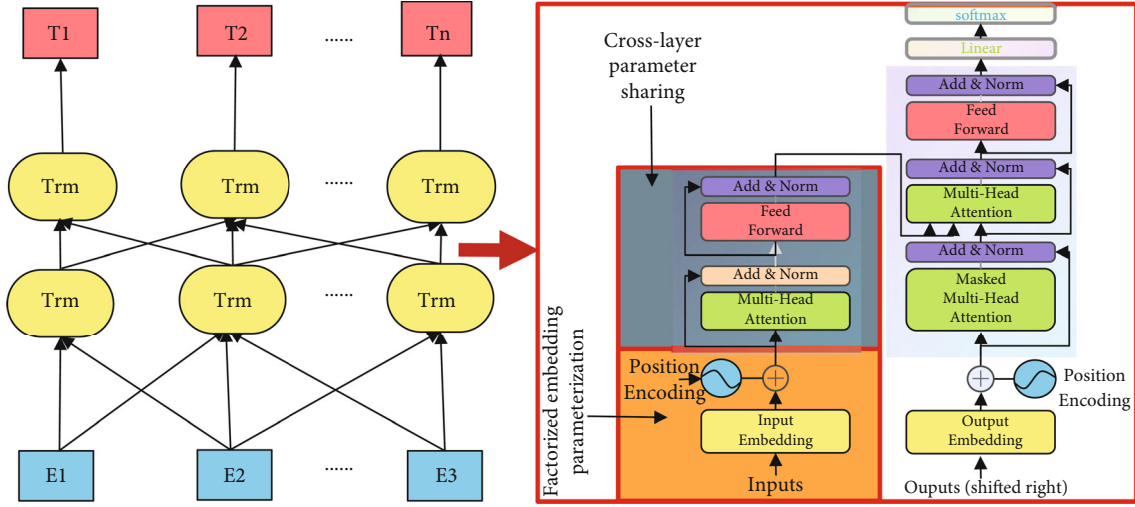 T1
T2
......
Tn
Trm
Trm
......
Trm
Trm
Trm
......
Trm
E1
E2
......
E3
Cross-layer
parameter
sharing
Factorized embedding
parameterization
Add & Norm
Feed
Forward
Add & Norm
Multi-Head
Attention
Position
Encoding
Input
Embedding
Inputs
softmax
Linear
Add & Norm
Feed
Forward
Add & Norm
Multi-Head
Attention
Add & Norm
Masked
Multi-Head
Attention
Position
Encoding
Output
Embedding
Ouputs (shifted right)